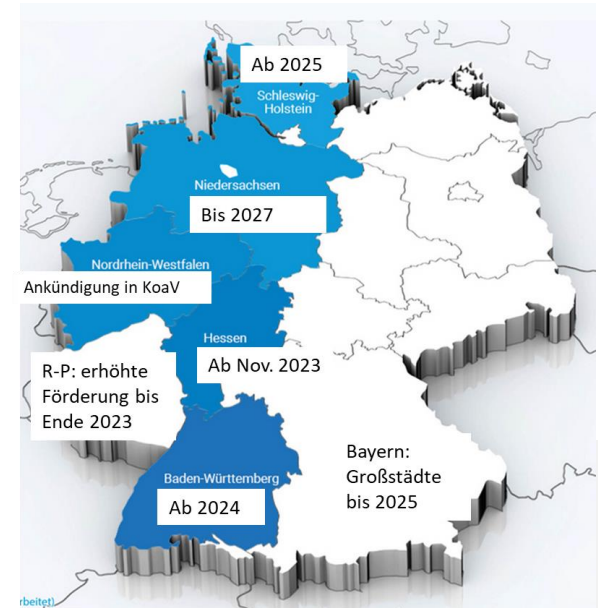 Ab 2025
Schleswig-
Holstein
Niedersachsen
Bis 2027
Nordrhein-Westfalen
Ankündigung in KoaV
Hessen
Ab Nov. 2023
R-P: erhöhte
Förderung bis
Ende 2023
Bayern:
Großstädte
bis 2025
Baden-Württemberg
Ab 2024
rbeitet)